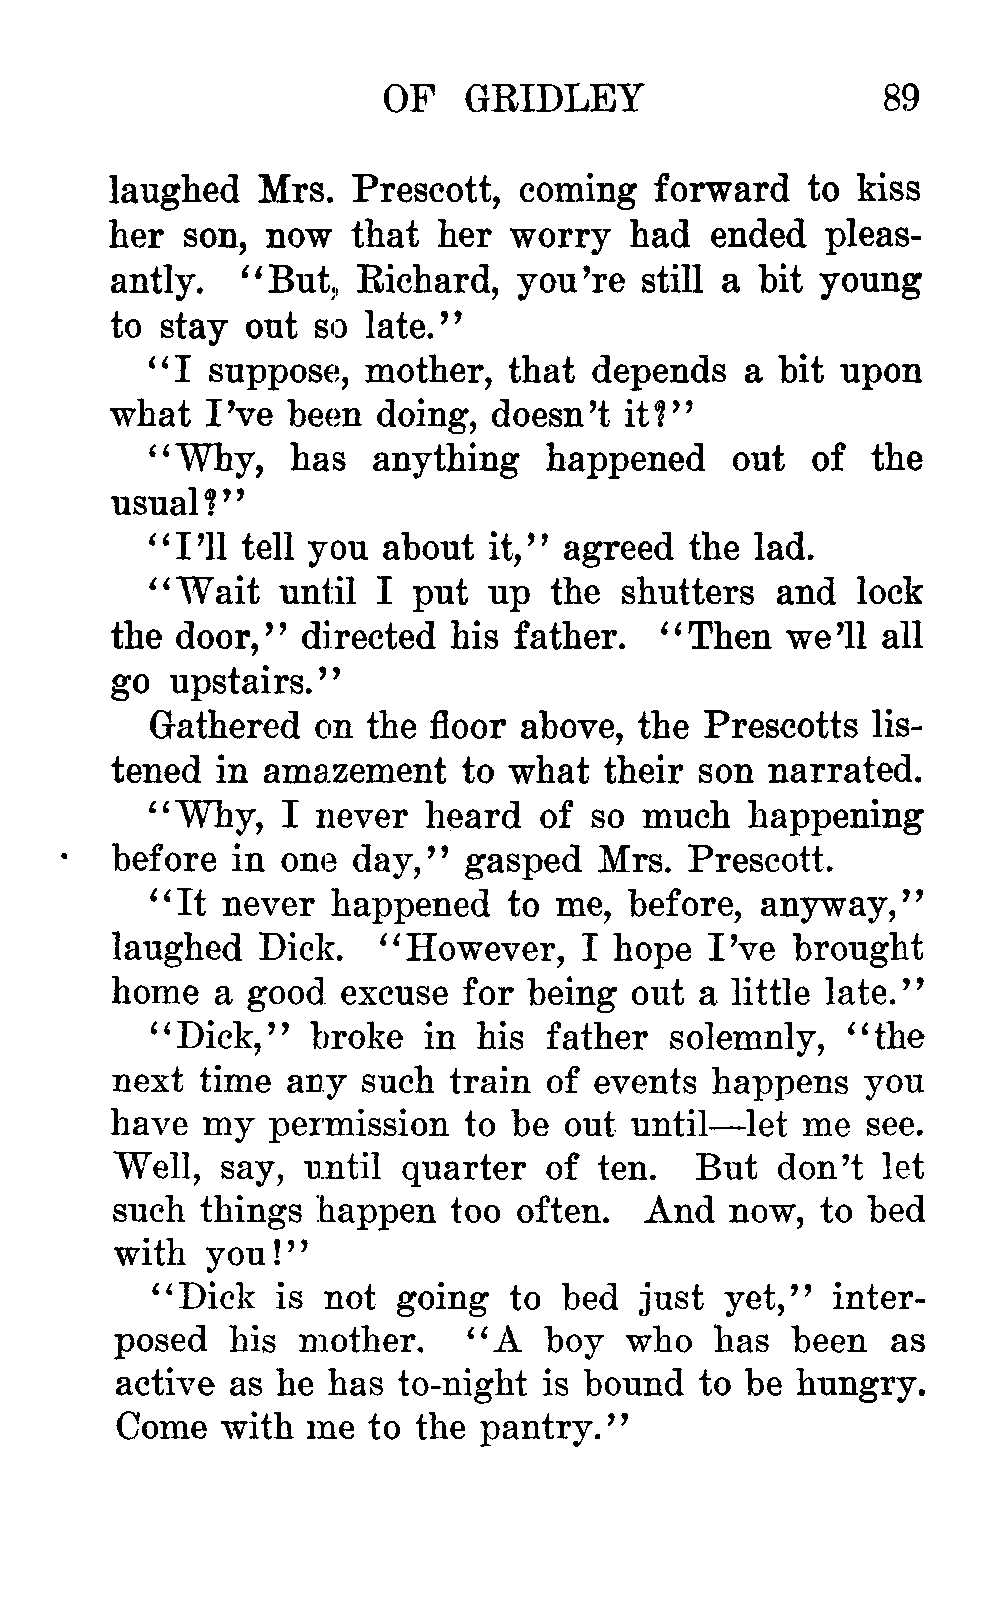 OF GRIDLEY 89
laughed Mrs. Prescott, coming forward to kiss
her son, now that her worry had ended pleas-
antly. "But, Richard, you're still a bit young
to stay out so late."
"I suppose, mother, that depends a bit upon
what I've been doing, doesn't it?"
"Why, has anything happened out of the
usual?"
"I'll tell you about it," agreed the lad.
"Wait until I put up the shutters and lock
the door," directed his father. "Then we'll all
go upstairs."
Gathered on the floor above, the Prescotts lis-
tened in amazement to what their son narrated.
"Why, I never heard of so much happening
before in one day," gasped Mrs. Prescott.
"It never happened to me, before, anyway,"
laughed Dick. "However, I hope I've brought
home a good excuse for being out a little late."
"Dick," broke in his father solemnly, "the
next time any such train of events happens you
have my permission to be out until—let me see.
Well, say, until quarter of ten. But don't let
such things happen too often. And now, to bed
with you!"
"Dick is not going to bed just yet," inter-
posed his mother. "A boy who has been as
active as he has to-night is bound to be hungry.
Come with me to the pantry."